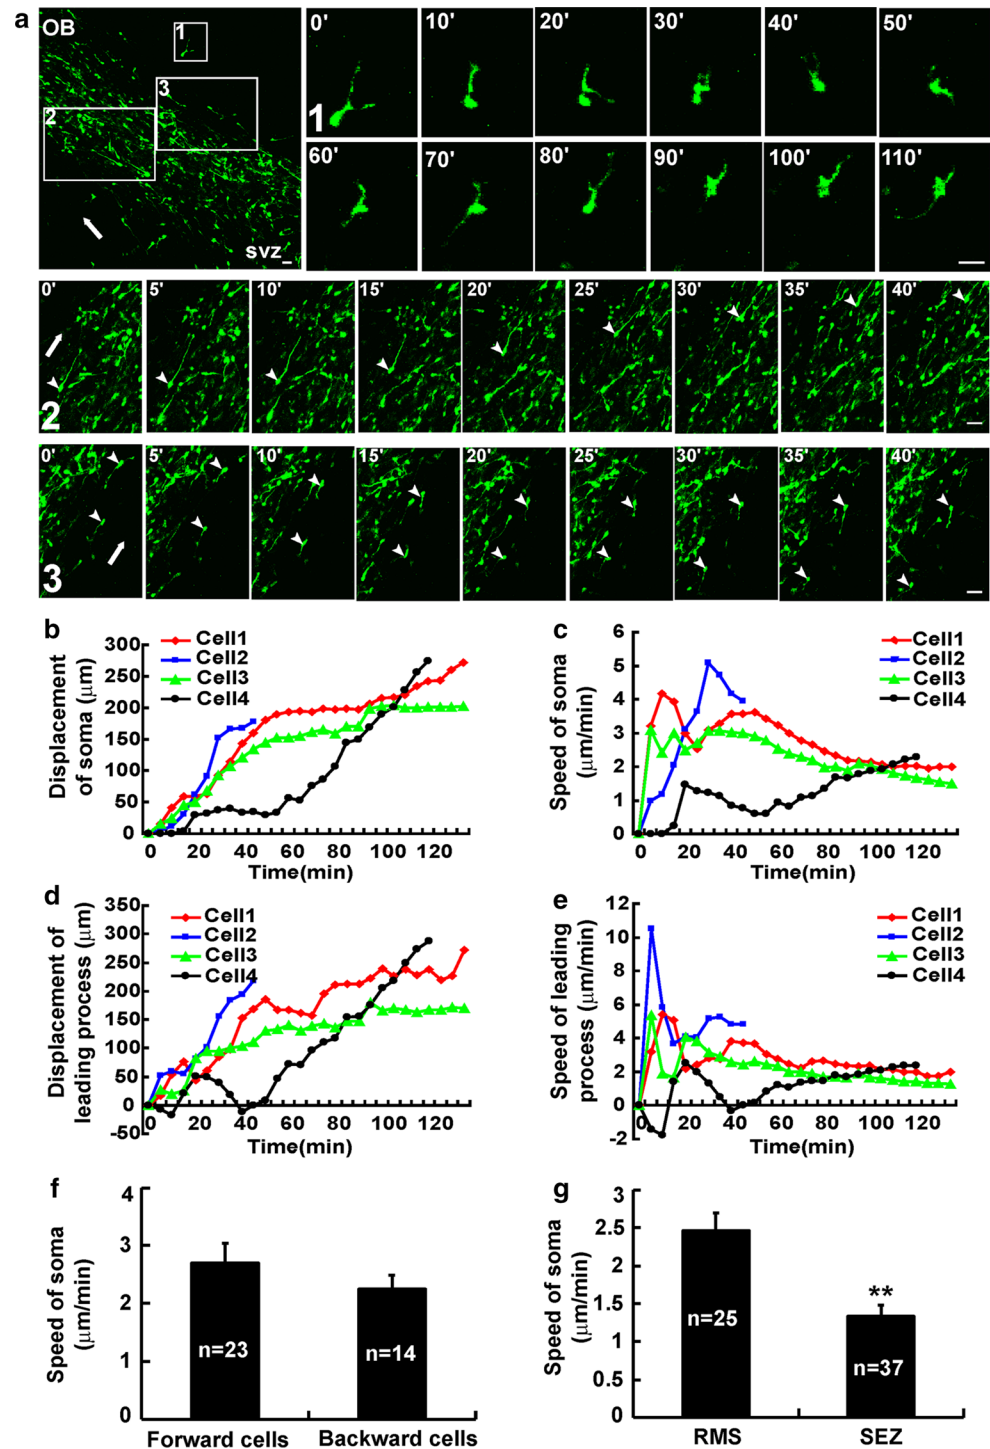 a
OB
1
3
2
SVZ
0' 10' 20' 30' 40' 50'
1
60' 70' 80' 90' 100' 110'
0' 5' 10' 15' 20' 25' 30' 35' 40'
2
0' 5' 10' 15' 20' 25' 30' 35' 40'
3
b
Displacement of soma (μm)
300
250
200
150
100
50
0
Cell1
Cell2
Cell3
Cell4
0 20 40 60 80 100 120
Time(min)
c
Speed of soma (μm/min)
6
5
4
3
2
1
0
Cell1
Cell2
Cell3
Cell4
0 20 40 60 80 100 120
Time(min)
d
Displacement of leading process (μm)
350
300
250
200
150
100
50
0
-50
Cell1
Cell2
Cell3
Cell4
0 20 40 60 80 100 120
Time(min)
e
Speed of leading process (μm/min)
12
10
8
6
4
2
0
-2
Cell1
Cell2
Cell3
Cell4
0 20 40 60 80 100 120
Time(min)
f
Speed of soma (μm/min)
4
3
2
1
0
n=23
n=14
Forward cells Backward cells
g
Speed of soma (μm/min)
3
2.5
2
1.5
1
0.5
0
n=25
**
n=37
RMS SEZ